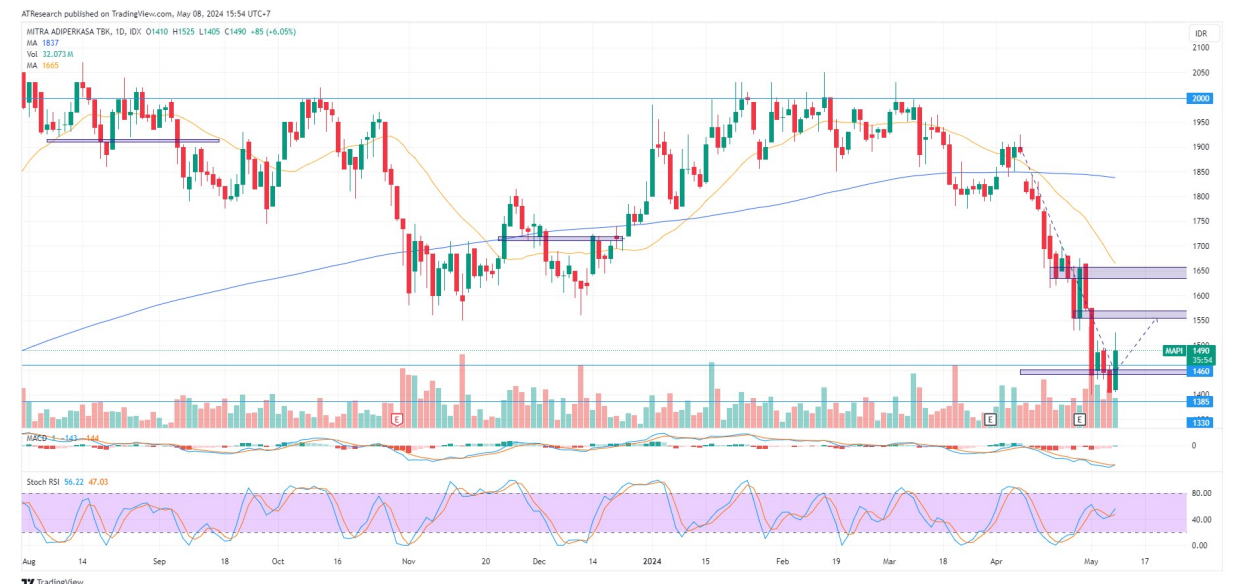 ATResearch published on TradingView.com, May 08, 2024 15:54 UTC+7
MITRA ADIPERKASA TBK, 1D, IDX O1410 H1525 L1405 C1490 +85 (+6.05%)
MA 1837
Vol 32.073M
MA 1665
IDR
2100
2050
2000
1950
1900
1850
1800
1750
1700
1650
1600
1550
1500
MAPI 1490
35:54
1460
1400
1385
1330
E
E
E
MACD 1 -143 -144
0
Stoch RSI 56.22 47.03
80.00
40.00
0.00
Aug 14 Sep 18 Oct 16 Nov 20 Dec 14 2024 15 Feb Mar 18 Apr May 17
TradingView